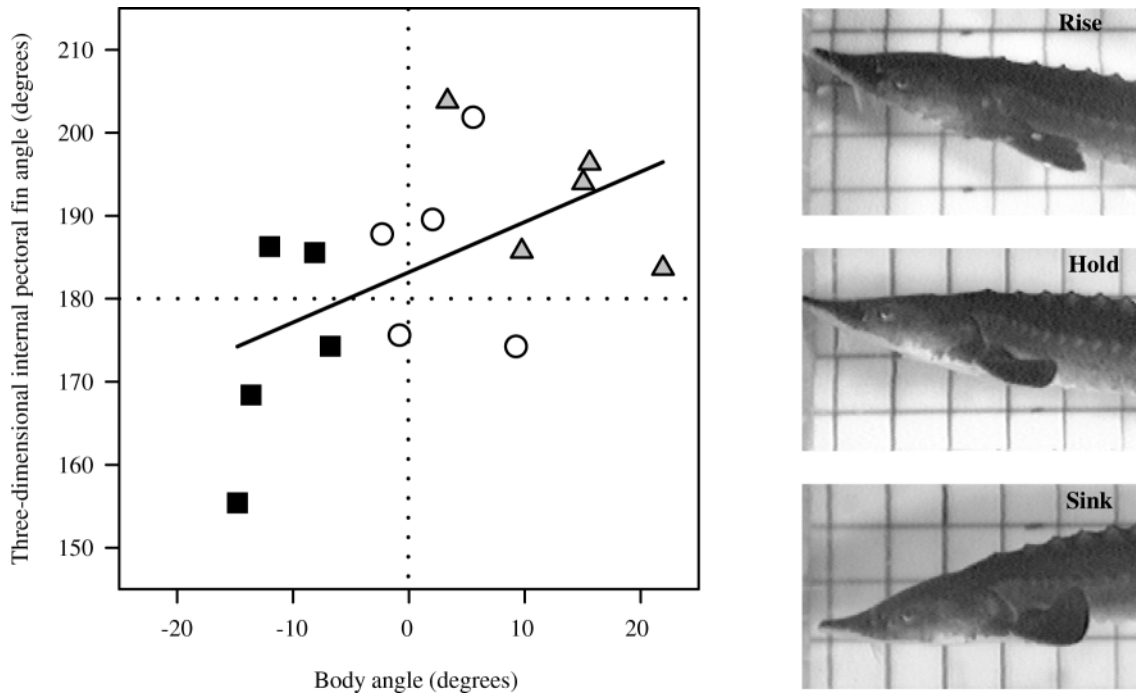 Three-dimensional internal pectoral fin angle (degrees)
210
200
190
180
170
160
150
-20
-10
0
10
20
Body angle (degrees)
Rise
Hold
Sink